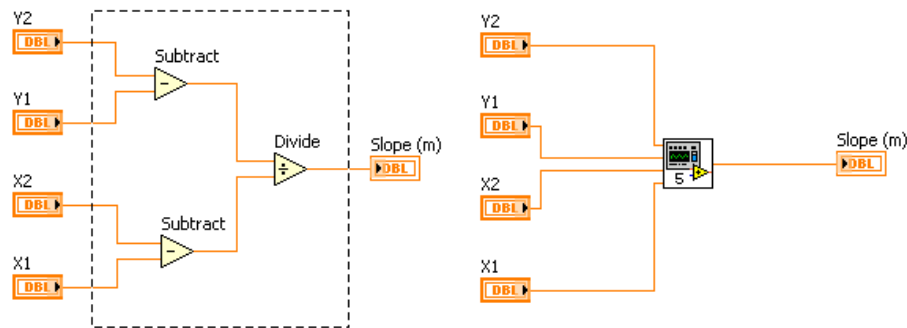 Y2
DBL
Subtract
-
Y1
DBL
Divide
÷
Slope (m)
DBL
X2
DBL
Subtract
-
X1
DBL
Y2
DBL
Y1
DBL
X2
DBL
X1
DBL
5
+
Slope (m)
DBL